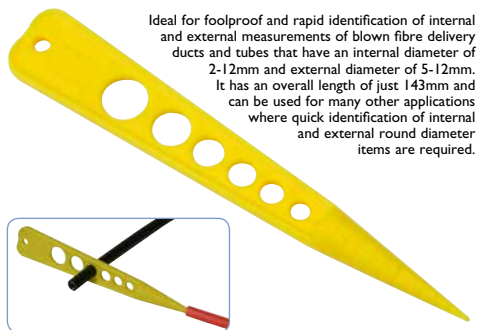 Ideal for foolproof and rapid identification of internal
and external measurements of blown fibre delivery
ducts and tubes that have an internal diameter of
2-12mm and external diameter of 5-12mm.
It has an overall length of just 143mm and
can be used for many other applications
where quick identification of internal
and external round diameter
items are required.